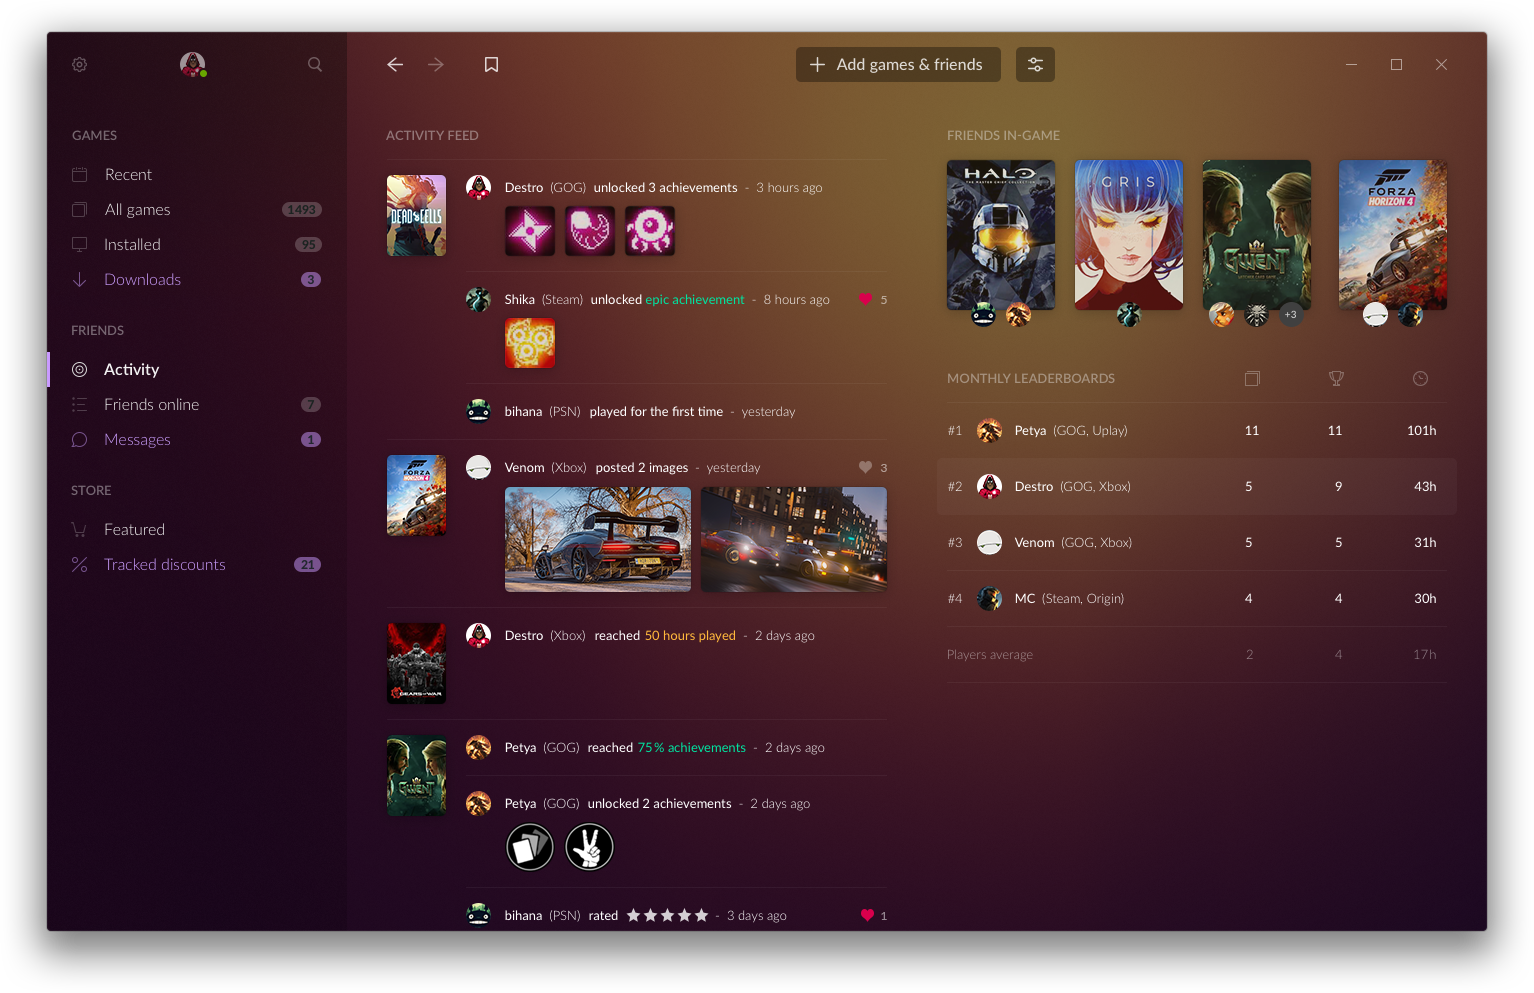 Add games & friends
GAMES
Recent
All games 1493
Installed 95
Downloads 3
FRIENDS
Activity
Friends online 7
Messages 1
STORE
Featured
Tracked discounts 21
ACTIVITY FEED
DEAD CELLS
Destro (GOG) unlocked 3 achievements - 3 hours ago
Shika (Steam) unlocked epic achievement - 8 hours ago 5
bihana (PSN) played for the first time - yesterday
FORZA
HORIZON 4
Venom (Xbox) posted 2 images - yesterday 3
GEARS OF WAR
Destro (Xbox) reached 50 hours played - 2 days ago
GWENT
Petya (GOG) reached 75% achievements - 2 days ago
Petya (GOG) unlocked 2 achievements - 2 days ago
bihana (PSN) rated ★★★★★ - 3 days ago 1
FRIENDS IN-GAME
HALO
THE MASTER CHIEF COLLECTION
GRIS
GWENT
FORZA
HORIZON 4
+3
MONTHLY LEADERBOARDS
#1 Petya (GOG, Uplay) 11 11 101h
#2 Destro (GOG, Xbox) 5 9 43h
#3 Venom (GOG, Xbox) 5 5 31h
#4 MC (Steam, Origin) 4 4 30h
Players average 2 4 17h